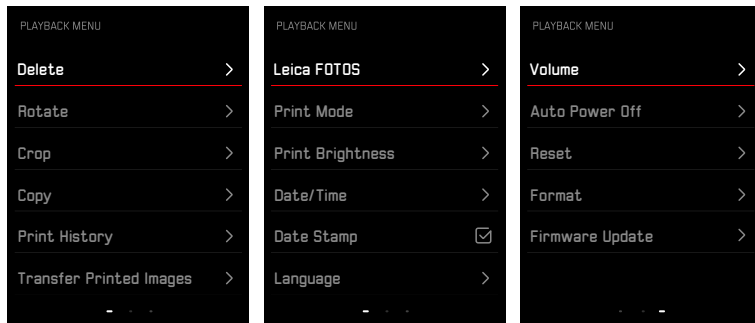 PLAYBACK MENU
Delete
Rotate
Crop
Copy
Print History
Transfer Printed Images
PLAYBACK MENU
Leica FOTOS
Print Mode
Print Brightness
Date/Time
Date Stamp
Language
PLAYBACK MENU
Volume
Auto Power Off
Reset
Format
Firmware Update